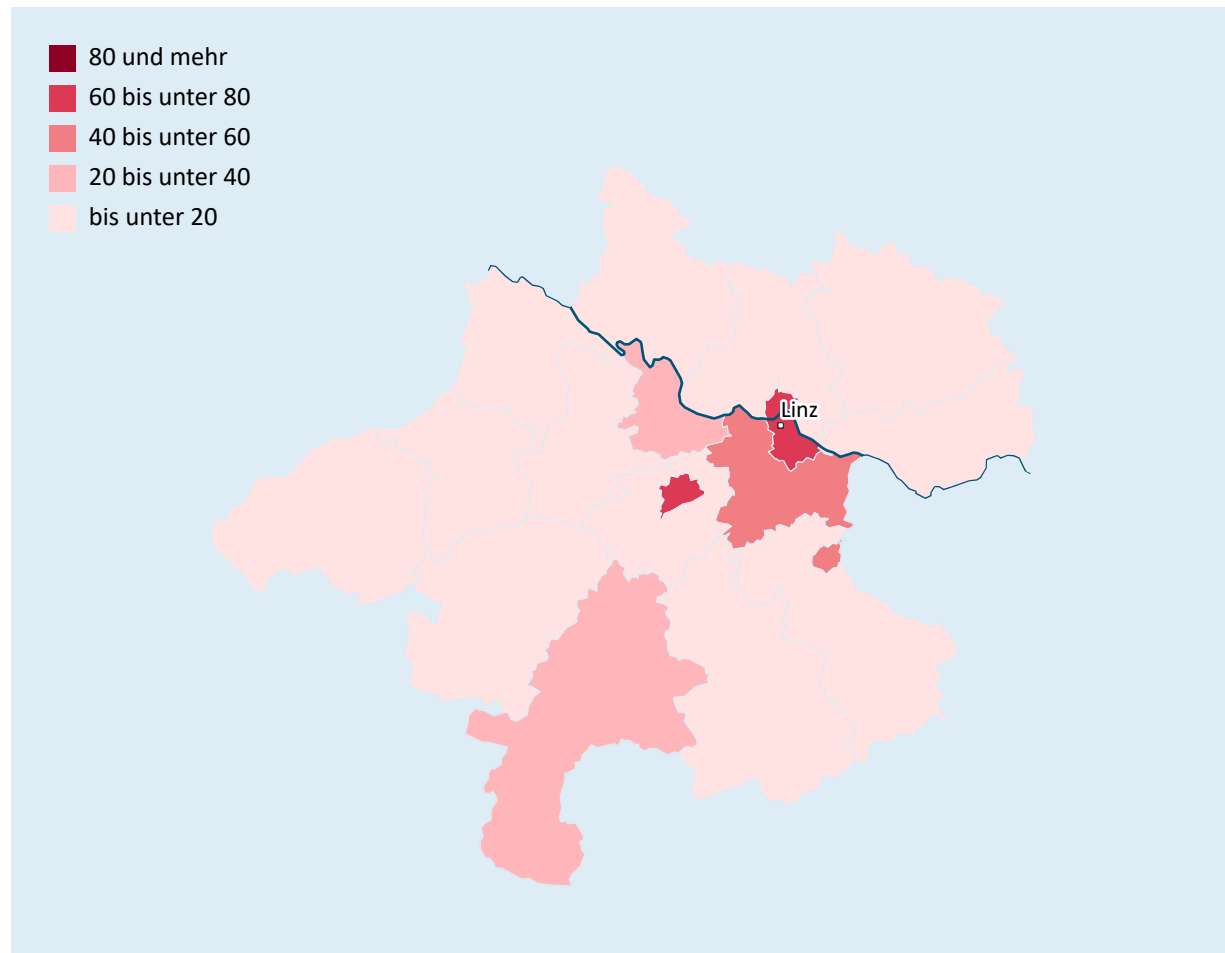 80 und mehr
60 bis unter 80
40 bis unter 60
20 bis unter 40
bis unter 20
Linz